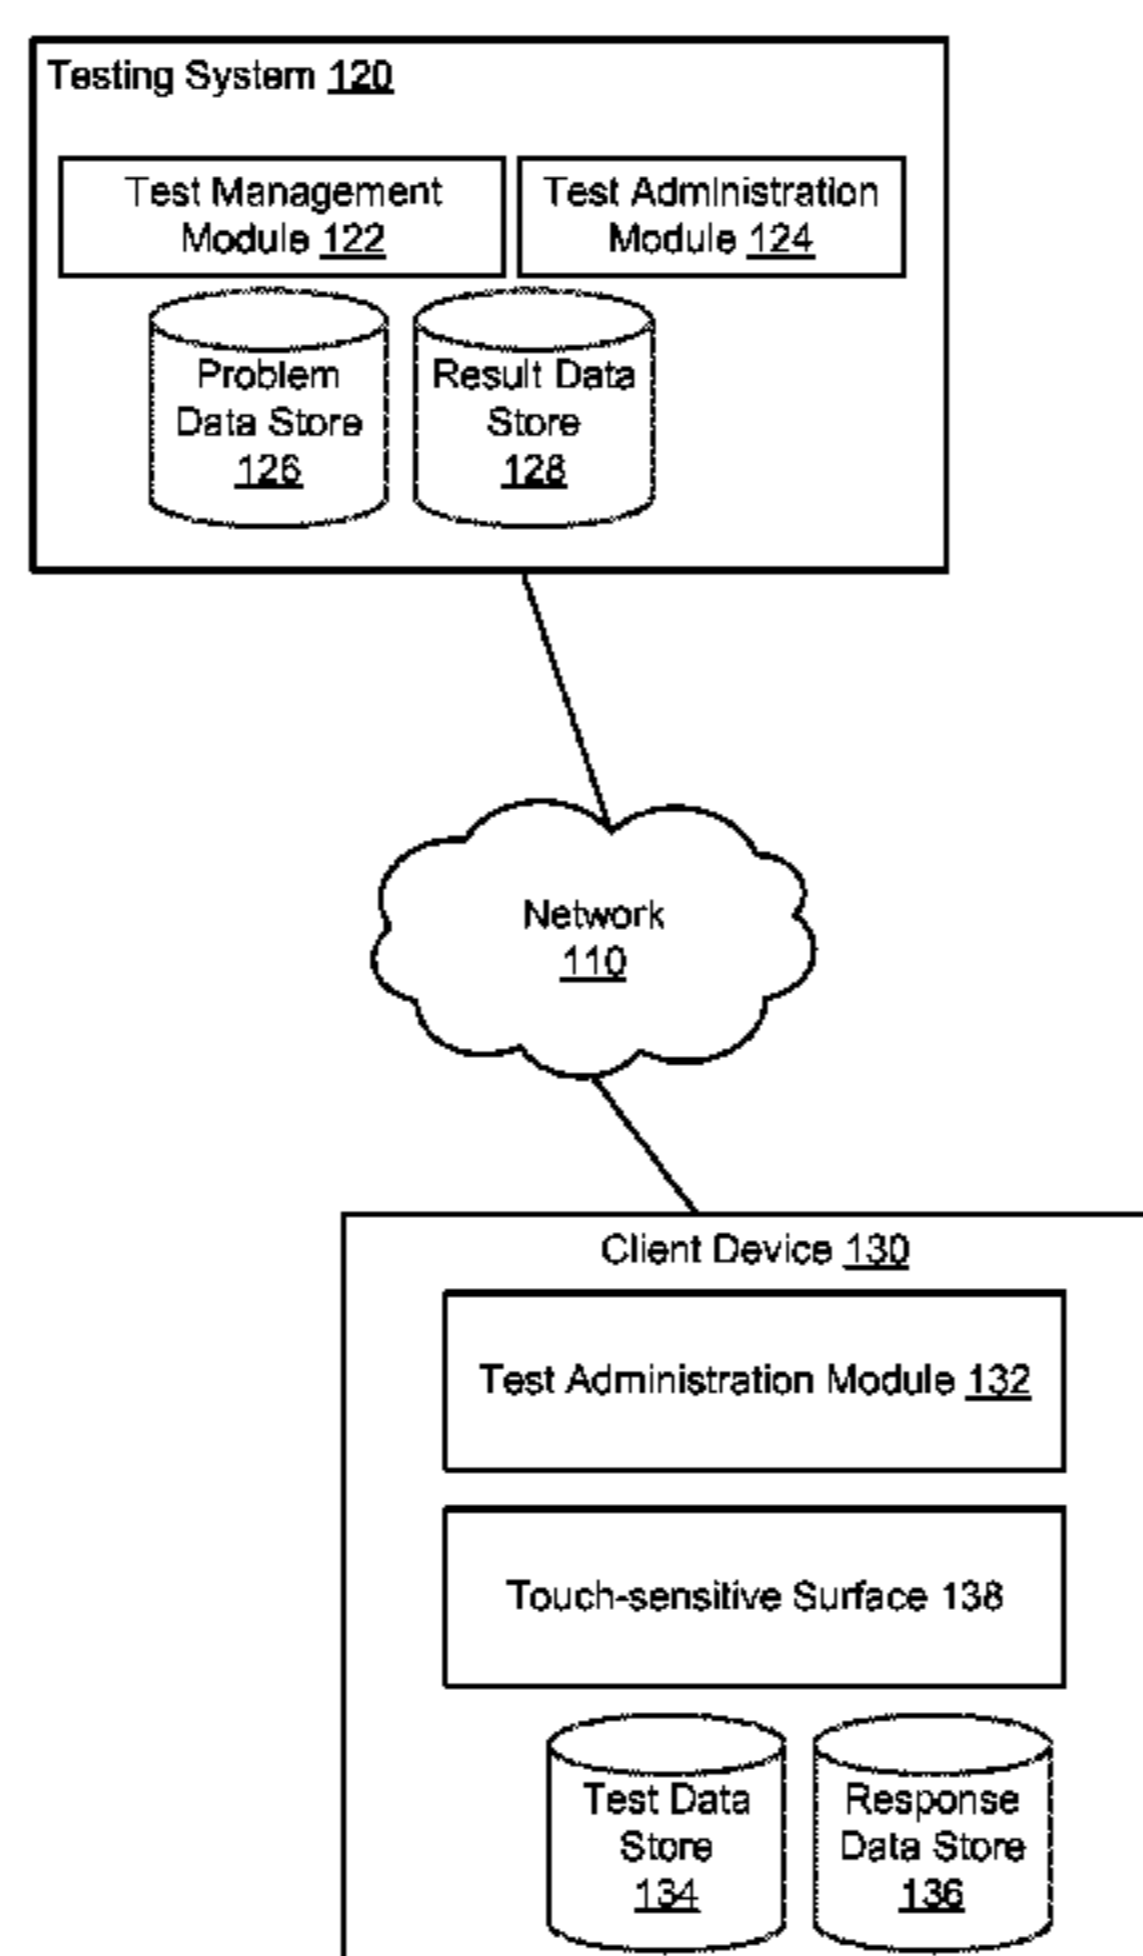 Testing System 120
Test Management
Module 122
Test Administration
Module 124
Problem
Data Store
126
Result Data
Store
128
Network
110
Client Device 130
Test Administration Module 132
Touch-sensitive Surface 138
Test Data
Store
134
Response
Data Store
136